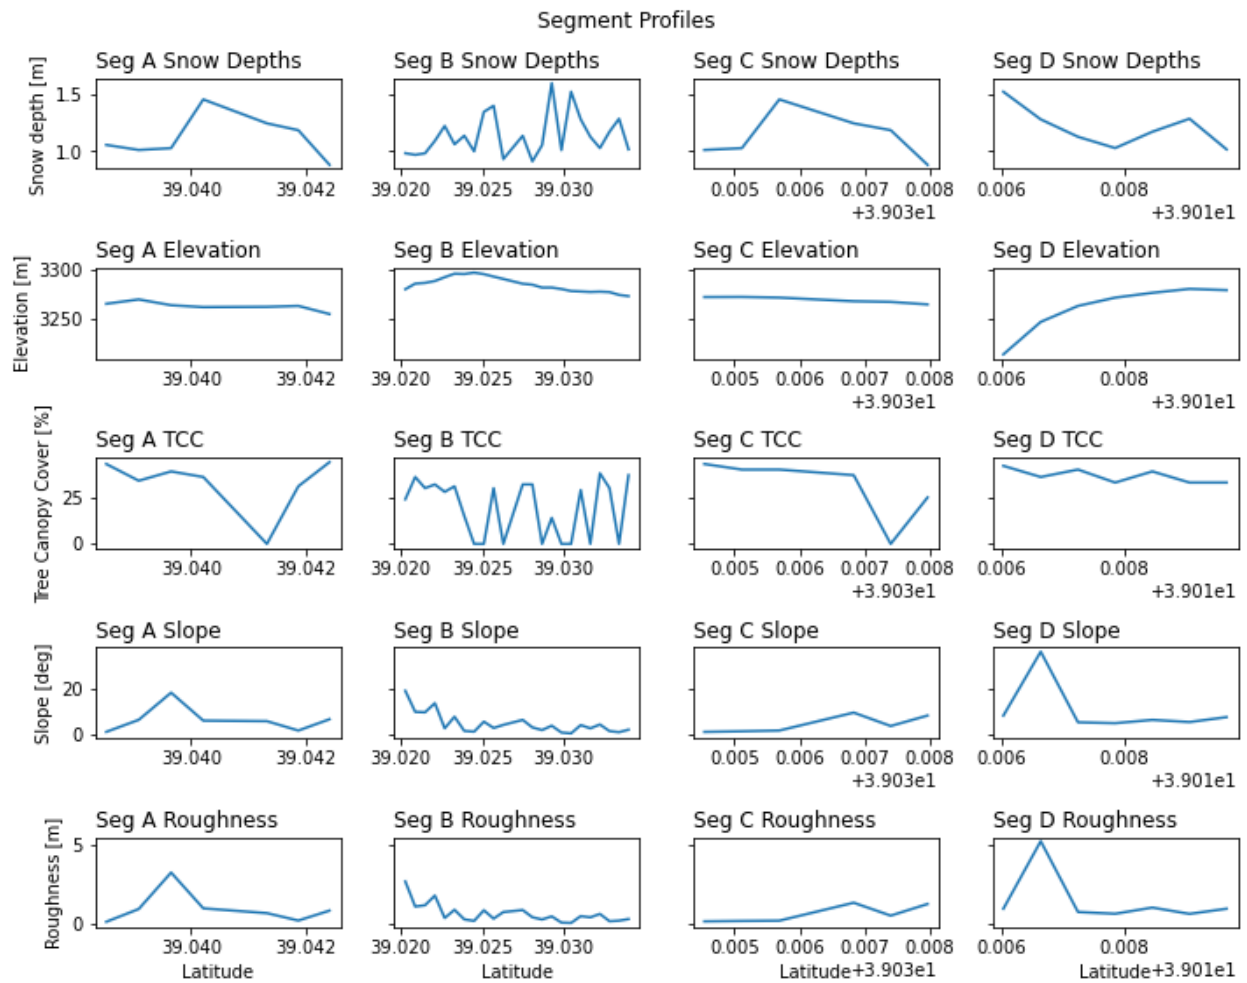 Segment Profiles
Seg A Snow Depths
Seg B Snow Depths
Seg C Snow Depths
Seg D Snow Depths
Snow depth [m]
1.5
1.0
39.040 39.042
39.020 39.025 39.030
0.005 0.006 0.007 0.008
+3.903e1
0.006 0.008
+3.901e1
Seg A Elevation
Seg B Elevation
Seg C Elevation
Seg D Elevation
Elevation [m]
3300
3250
39.040 39.042
39.020 39.025 39.030
0.005 0.006 0.007 0.008
+3.903e1
0.006 0.008
+3.901e1
Seg A TCC
Seg B TCC
Seg C TCC
Seg D TCC
Tree Canopy Cover [%]
25
0
39.040 39.042
39.020 39.025 39.030
0.005 0.006 0.007 0.008
+3.903e1
0.006 0.008
+3.901e1
Seg A Slope
Seg B Slope
Seg C Slope
Seg D Slope
Slope [deg]
20
0
39.040 39.042
39.020 39.025 39.030
0.005 0.006 0.007 0.008
+3.903e1
0.006 0.008
+3.901e1
Seg A Roughness
Seg B Roughness
Seg C Roughness
Seg D Roughness
Roughness [m]
5
0
39.040 39.042
Latitude
39.020 39.025 39.030
Latitude
0.005 0.006 0.007 0.008
Latitude +3.903e1
0.006 0.008
Latitude +3.901e1